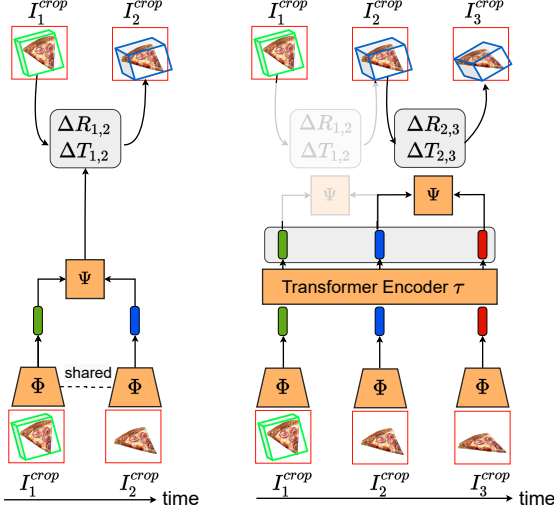 I_1^{crop} I_2^{crop}
ΔR_{1,2}
ΔT_{1,2}
Ψ
shared
Φ Φ
I_1^{crop} I_2^{crop}
time
I_1^{crop} I_2^{crop} I_3^{crop}
ΔR_{1,2} ΔR_{2,3}
ΔT_{1,2} ΔT_{2,3}
Ψ Ψ
Transformer Encoder τ
Φ Φ Φ
I_1^{crop} I_2^{crop} I_3^{crop}
time